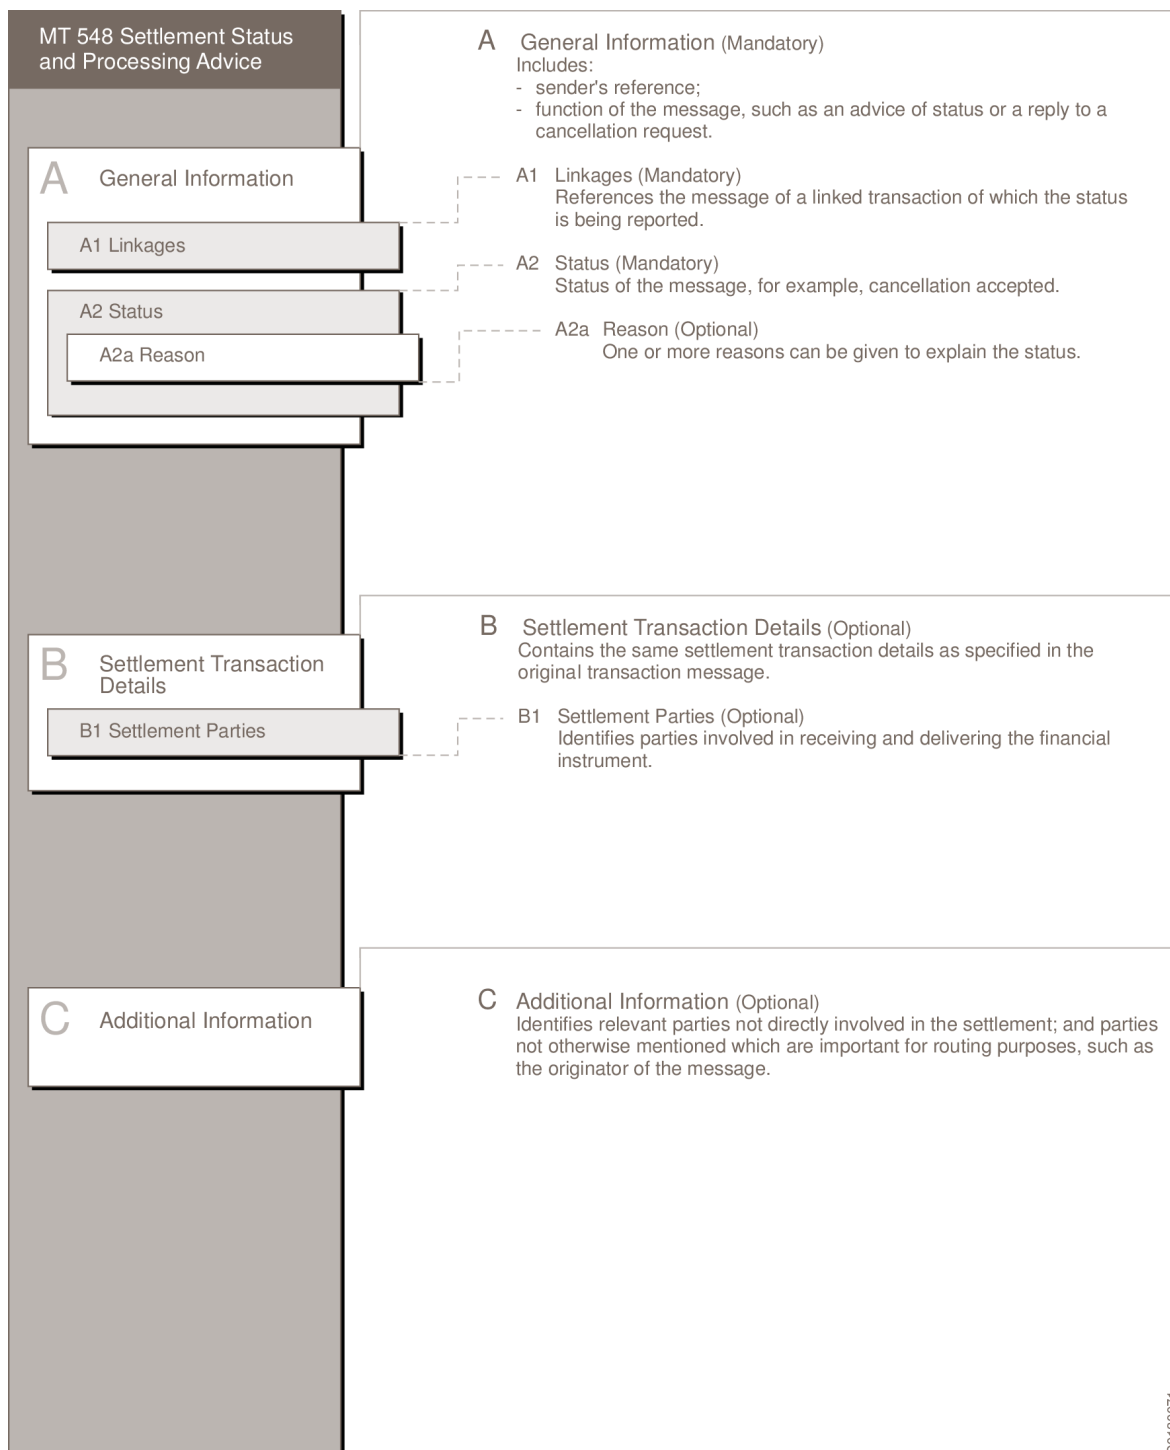 MT 548 Settlement Status
and Processing Advice
A General Information
A1 Linkages
A2 Status
A2a Reason
B Settlement Transaction
Details
B1 Settlement Parties
C Additional Information
A General Information (Mandatory)
Includes:
- sender's reference;
- function of the message, such as an advice of status or a reply to a
cancellation request.
A1 Linkages (Mandatory)
References the message of a linked transaction of which the status
is being reported.
A2 Status (Mandatory)
Status of the message, for example, cancellation accepted.
A2a Reason (Optional)
One or more reasons can be given to explain the status.
B Settlement Transaction Details (Optional)
Contains the same settlement transaction details as specified in the
original transaction message.
B1 Settlement Parties (Optional)
Identifies parties involved in receiving and delivering the financial
instrument.
C Additional Information (Optional)
Identifies relevant parties not directly involved in the settlement; and parties
not otherwise mentioned which are important for routing purposes, such as
the originator of the message.